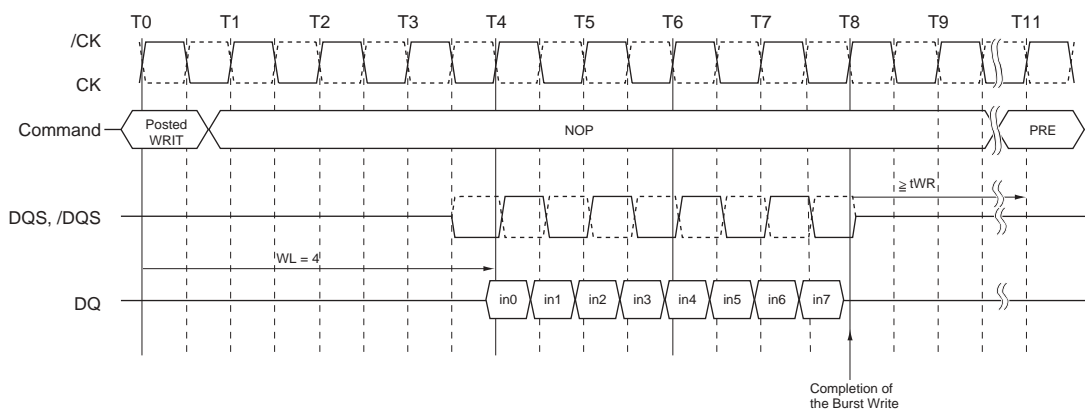 T0 T1 T2 T3 T4 T5 T6 T7 T8 T9 T11
/CK
CK
Command
Posted
WRIT
NOP
PRE
≧ tWR
DQS, /DQS
WL = 4
DQ
in0 in1 in2 in3 in4 in5 in6 in7
Completion of
the Burst Write